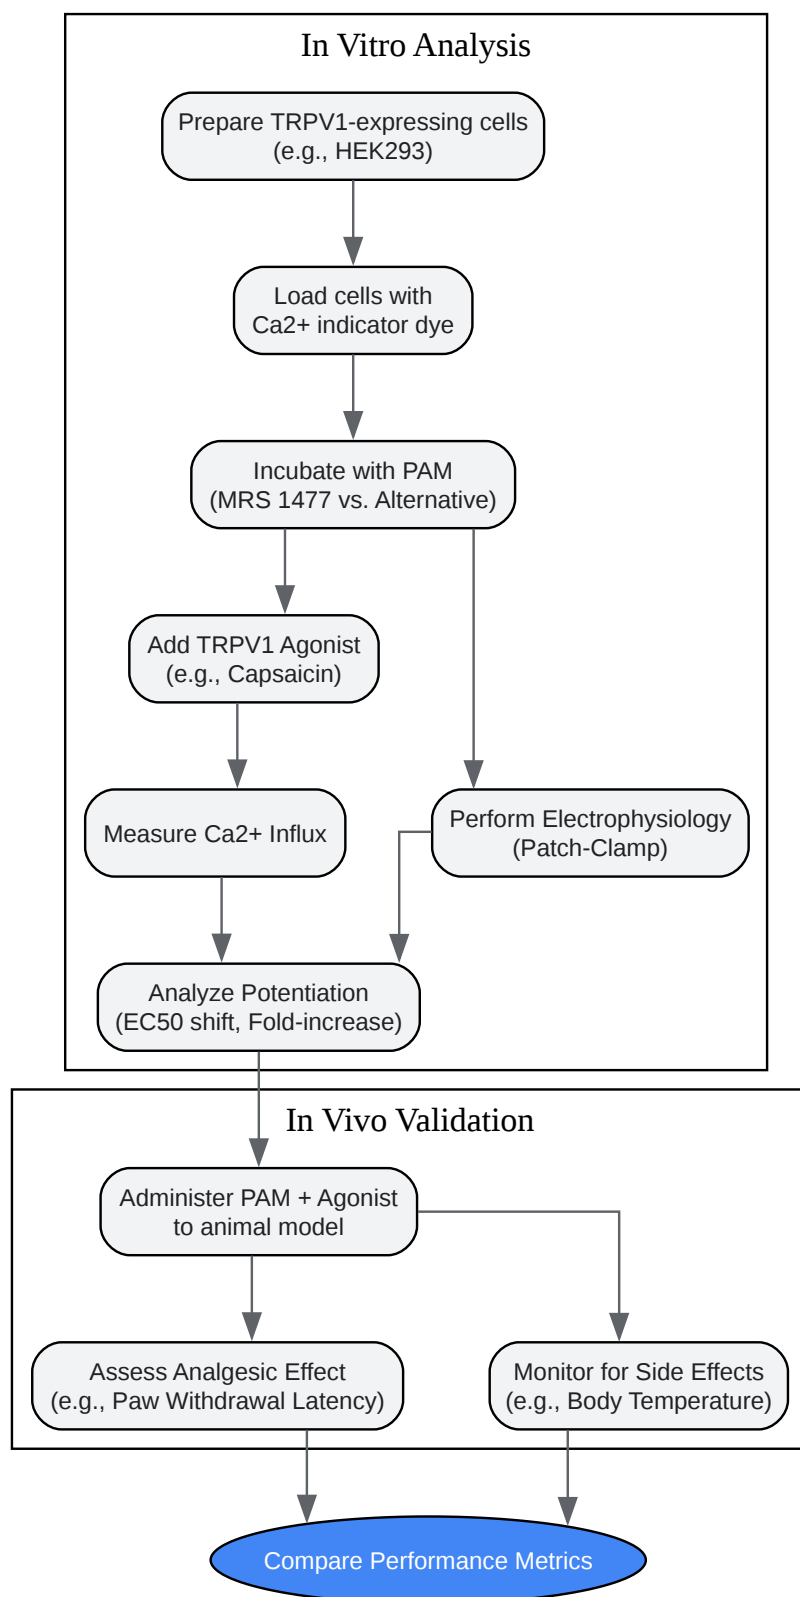 In Vitro Analysis
Prepare TRPV1-expressing cells
(e.g., HEK293)
Load cells with
Ca2+ indicator dye
Incubate with PAM
(MRS 1477 vs. Alternative)
Add TRPV1 Agonist
(e.g., Capsaicin)
Measure Ca2+ Influx
Perform Electrophysiology
(Patch-Clamp)
Analyze Potentiation
(EC50 shift, Fold-increase)
In Vivo Validation
Administer PAM + Agonist
to animal model
Assess Analgesic Effect
(e.g., Paw Withdrawal Latency)
Monitor for Side Effects
(e.g., Body Temperature)
Compare Performance Metrics